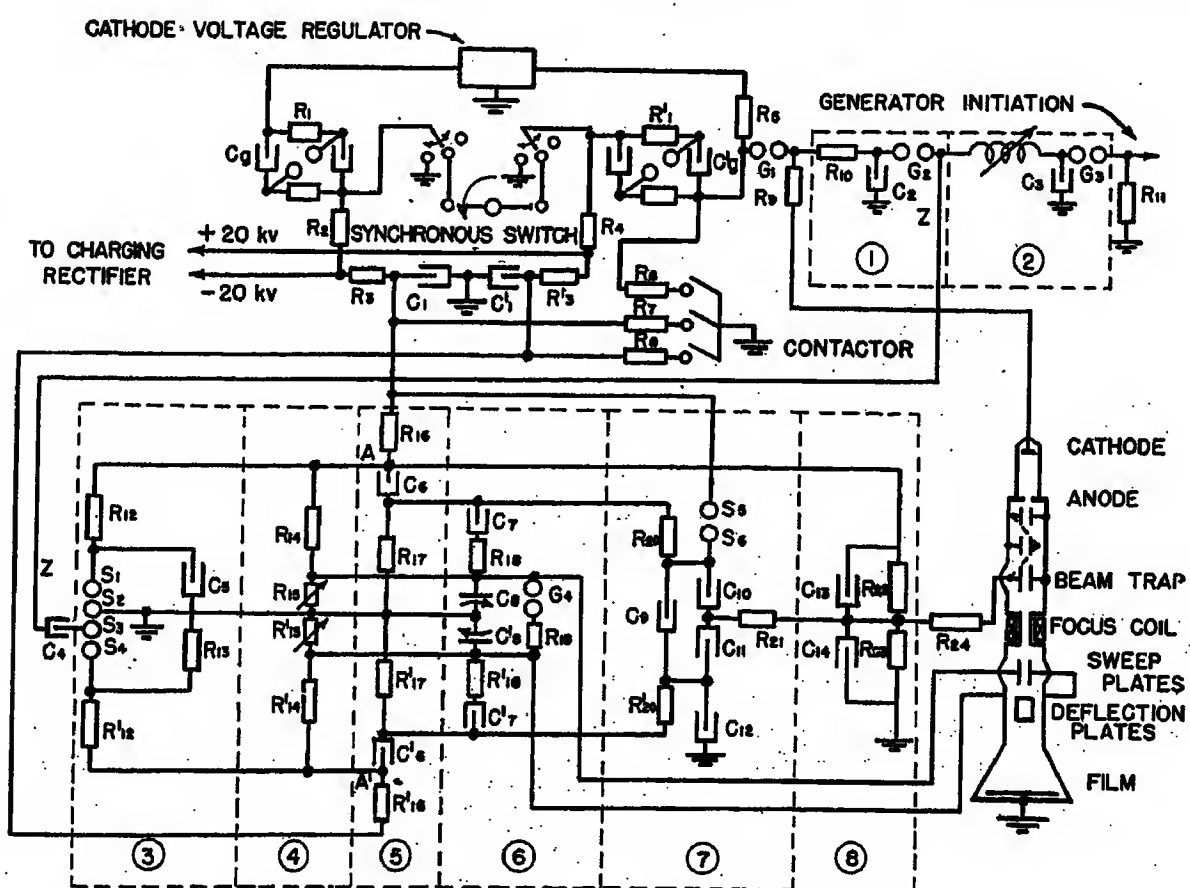 CATHODE VOLTAGE REGULATOR
GENERATOR INITIATION
R1
Cg
R'1
C'g
R5
G1
R10
C2
G2
Z
C3
G3
R11
R9
R2
+ 20 kv
SYNCHRONOUS SWITCH
R4
TO CHARGING
RECTIFIER
- 20 kv
R3
C1
C'1
R'3
R6
R7
R8
CONTACTOR
1
2
R16
A
C6
CATHODE
ANODE
BEAM TRAP
FOCUS COIL
SWEEP
PLATES
DEFLECTION
PLATES
FILM
R12
Z
S1
S2
S3
S4
C4
C5
R13
R'12
R14
R15
R'15
R'14
R17
R'17
C'6
A'
R'16
C7
R18
C8
C'8
R'18
C'7
G4
R19
R20
S5
S6
C9
C10
C11
R21
R'20
C12
C13
C14
R24
3
4
5
6
7
8